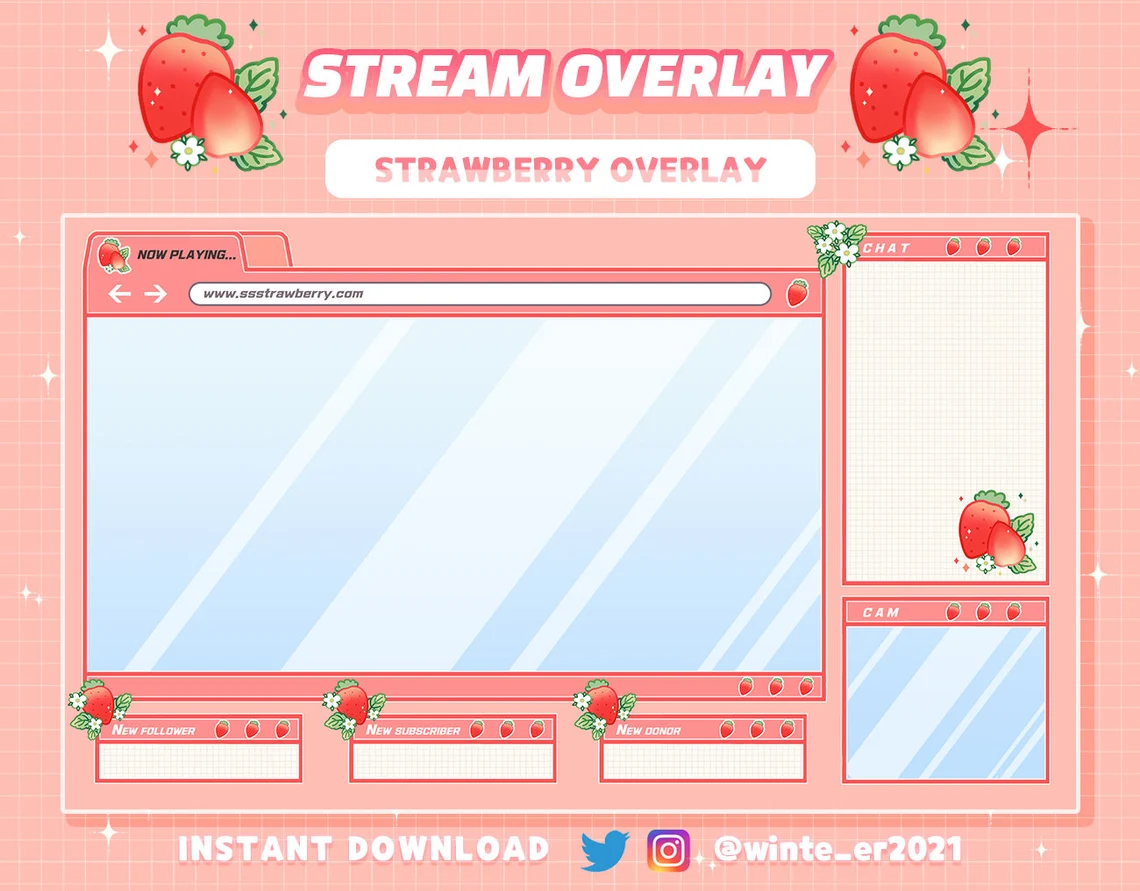 STREAM OVERLAY
STRAWBERRY OVERLAY
NOW PLAYING...
www.ssstrawberry.com
CHAT
CAM
NEW FOLLOWER
NEW SUBSCRIBER
NEW DONOR
INSTANT DOWNLOAD @winte_er2021